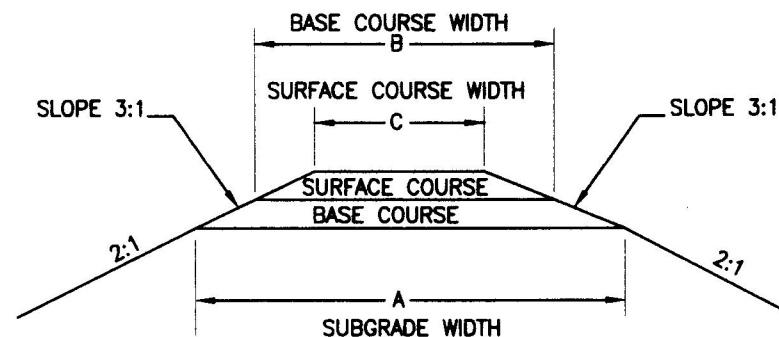 BASE COURSE WIDTH
B
SURFACE COURSE WIDTH
SLOPE 3:1
SLOPE 3:1
C
SURFACE COURSE
BASE COURSE
2:1
2:1
A
SUBGRADE WIDTH